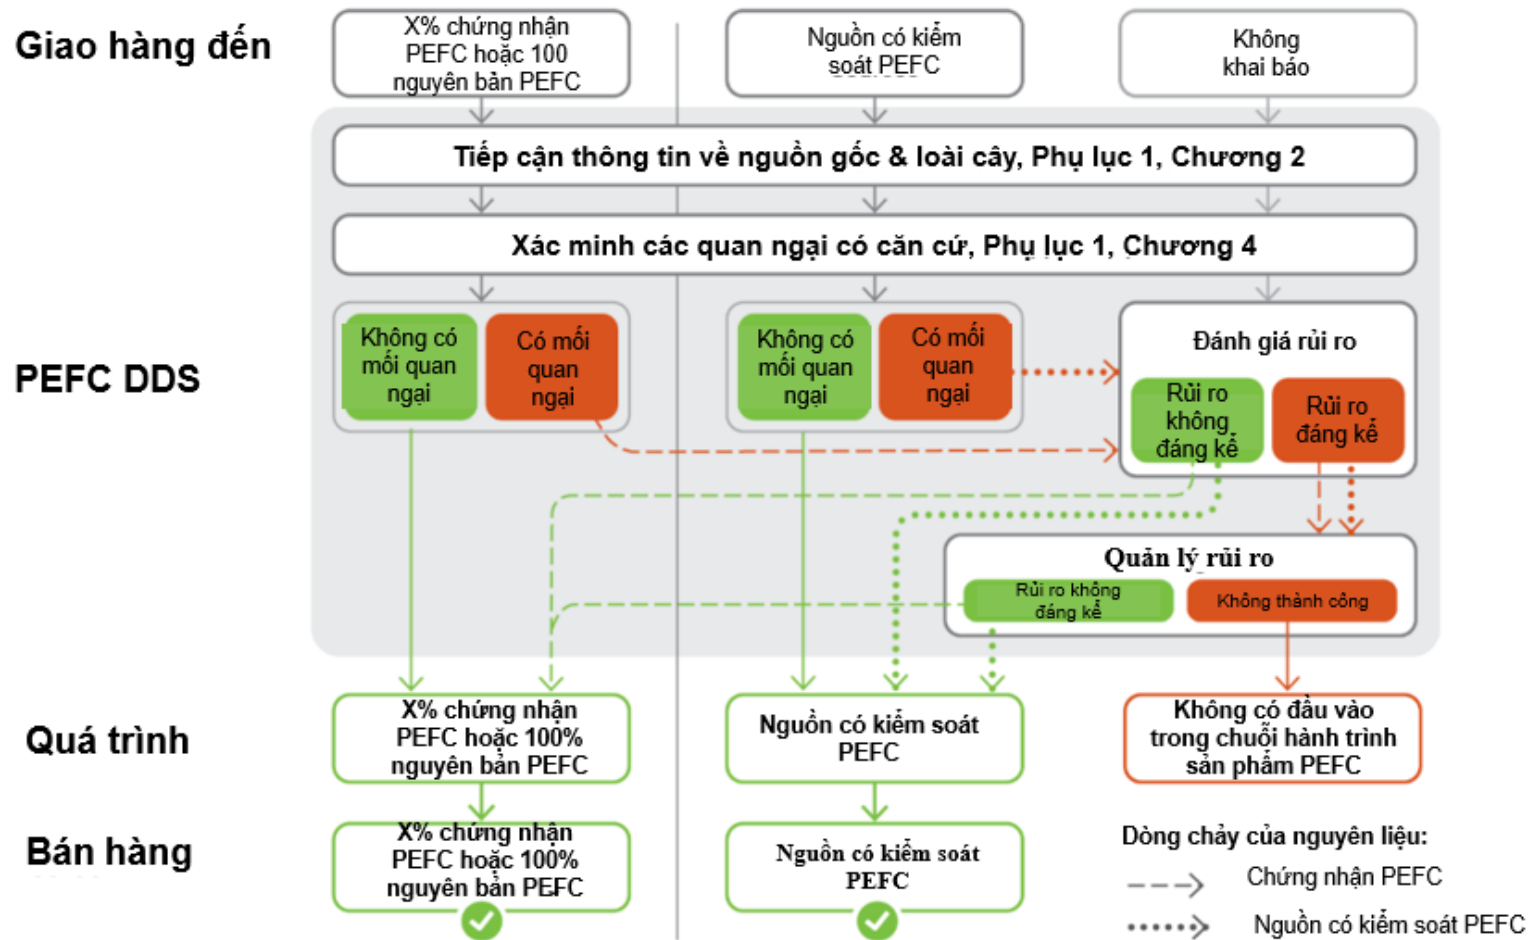 Giao hàng đến
X% chứng nhận
PEFC hoặc 100
nguyên bản PEFC
Nguồn có kiểm
soát PEFC
Không
khai báo
Tiếp cận thông tin về nguồn gốc & loài cây, Phụ lục 1, Chương 2
Xác minh các quan ngại có căn cứ, Phụ lục 1, Chương 4
PEFC DDS
Không có
mối quan
ngại
Có mối
quan
ngại
Không có
mối quan
ngại
Có mối
quan
ngại
Đánh giá rủi ro
Rủi ro
không
đáng kể
Rủi ro
đáng kể
Quản lý rủi ro
Rủi ro không
đáng kể
Không thành công
Quá trình
X% chứng nhận
PEFC hoặc 100%
nguyên bản PEFC
Nguồn có kiểm soát
PEFC
Không có đầu vào
trong chuỗi hành trình
sản phẩm PEFC
Bán hàng
X% chứng nhận
PEFC hoặc 100%
nguyên bản PEFC
Nguồn có kiểm soát
PEFC
Dòng chảy của nguyên liệu:
Chứng nhận PEFC
Nguồn có kiểm soát PEFC